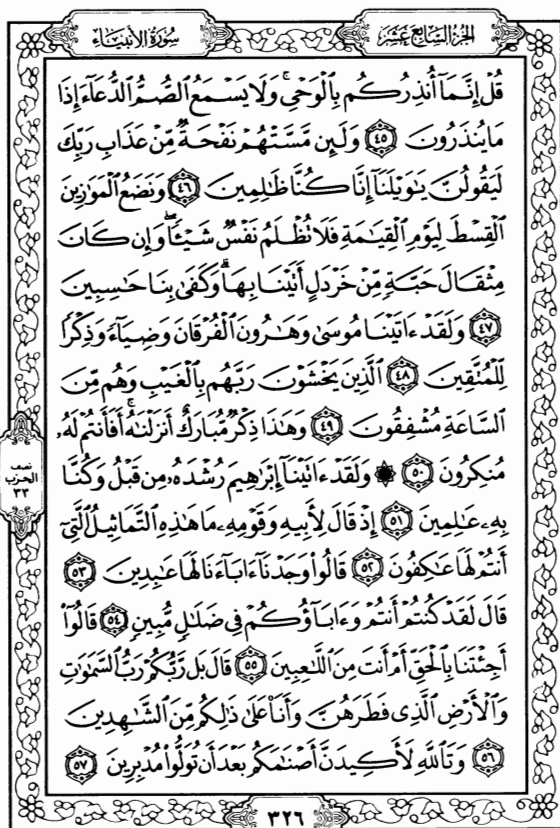 الجزء السابع عشر
سورة الأنبياء
قُلْ إِنَّمَآ أُنذِرُكُم بِٱلْوَحْىِ ۚ وَلَا يَسْمَعُ ٱلصُّمُّ ٱلدُّعَآءَ إِذَا
مَا يُنذَرُونَ ٤٥ وَلَئِن مَّسَّتْهُمْ نَفْحَةٌ مِّنْ عَذَابِ رَبِّكَ
لَيَقُولُنَّ يَٰوَيْلَنَآ إِنَّا كُنَّا ظَٰلِمِينَ ٤٦ وَنَضَعُ ٱلْمَوَٰزِينَ
ٱلْقِسْطَ لِيَوْمِ ٱلْقِيَٰمَةِ فَلَا تُظْلَمُ نَفْسٌ شَيْـًٔا ۖ وَإِن كَانَ
مِثْقَالَ حَبَّةٍ مِّنْ خَرْدَلٍ أَتَيْنَا بِهَا ۗ وَكَفَىٰ بِنَا حَٰسِبِينَ
٤٧ وَلَقَدْ ءَاتَيْنَا مُوسَىٰ وَهَٰرُونَ ٱلْفُرْقَانَ وَضِيَآءً وَذِكْرًا
لِّلْمُتَّقِينَ ٤٨ ٱلَّذِينَ يَخْشَوْنَ رَبَّهُم بِٱلْغَيْبِ وَهُم مِّنَ
ٱلسَّاعَةِ مُشْفِقُونَ ٤٩ وَهَٰذَا ذِكْرٌ مُّبَارَكٌ أَنزَلْنَٰهُ ۚ أَفَأَنتُمْ لَهُۥ
مُنكِرُونَ ٥٠ ۞ وَلَقَدْ ءَاتَيْنَآ إِبْرَٰهِيمَ رُشْدَهُۥ مِن قَبْلُ وَكُنَّا
بِهِۦ عَٰلِمِينَ ٥١ إِذْ قَالَ لِأَبِيهِ وَقَوْمِهِۦ مَا هَٰذِهِ ٱلتَّمَاثِيلُ ٱلَّتِىٓ
أَنتُمْ لَهَا عَٰكِفُونَ ٥٢ قَالُوا۟ وَجَدْنَآ ءَابَآءَنَا لَهَا عَٰبِدِينَ ٥٣
قَالَ لَقَدْ كُنتُمْ أَنتُمْ وَءَابَآؤُكُمْ فِى ضَلَٰلٍ مُّبِينٍ ٥٤ قَالُوٓا۟
أَجِئْتَنَا بِٱلْحَقِّ أَمْ أَنتَ مِنَ ٱللَّٰعِبِينَ ٥٥ قَالَ بَل رَّبُّكُمْ رَبُّ ٱلسَّمَٰوَٰتِ
وَٱلْأَرْضِ ٱلَّذِى فَطَرَهُنَّ وَأَنَا۠ عَلَىٰ ذَٰلِكُم مِّنَ ٱلشَّٰهِدِينَ
٥٦ وَتَٱللَّهِ لَأَكِيدَنَّ أَصْنَٰمَكُم بَعْدَ أَن تُوَلُّوا۟ مُدْبِرِينَ ٥٧
نصف
الحزب
٣٣
٣٢٦